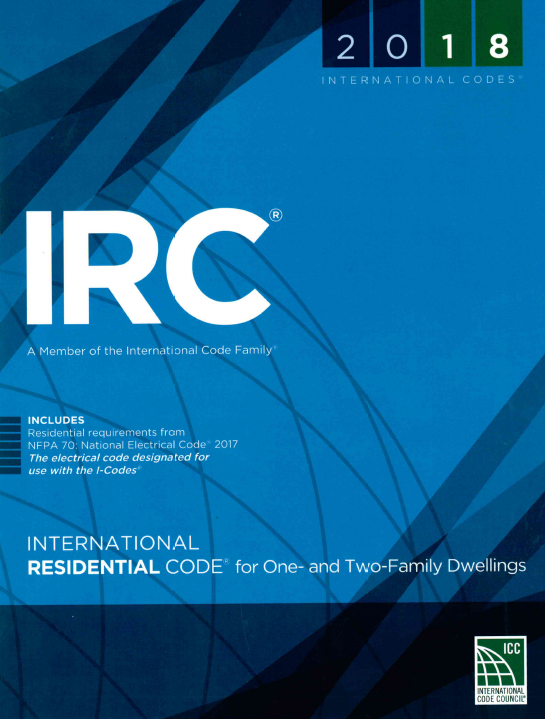 2018
INTERNATIONAL CODES®
IRC®
A Member of the International Code Family®
INCLUDES
Residential requirements from
NFPA 70: National Electrical Code® 2017
The electrical code designated for
use with the I-Codes®
INTERNATIONAL
RESIDENTIAL CODE® for One- and Two-Family Dwellings
ICC
INTERNATIONAL
CODE COUNCIL®